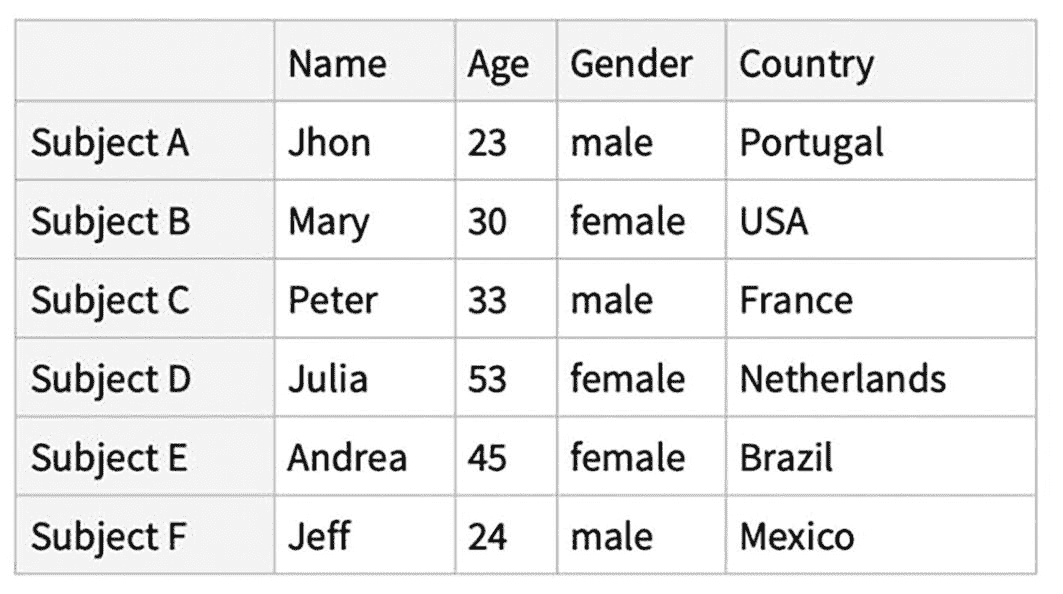 Name Age Gender Country
Subject A Jhon 23 male Portugal
Subject B Mary 30 female USA
Subject C Peter 33 male France
Subject D Julia 53 female Netherlands
Subject E Andrea 45 female Brazil
Subject F Jeff 24 male Mexico